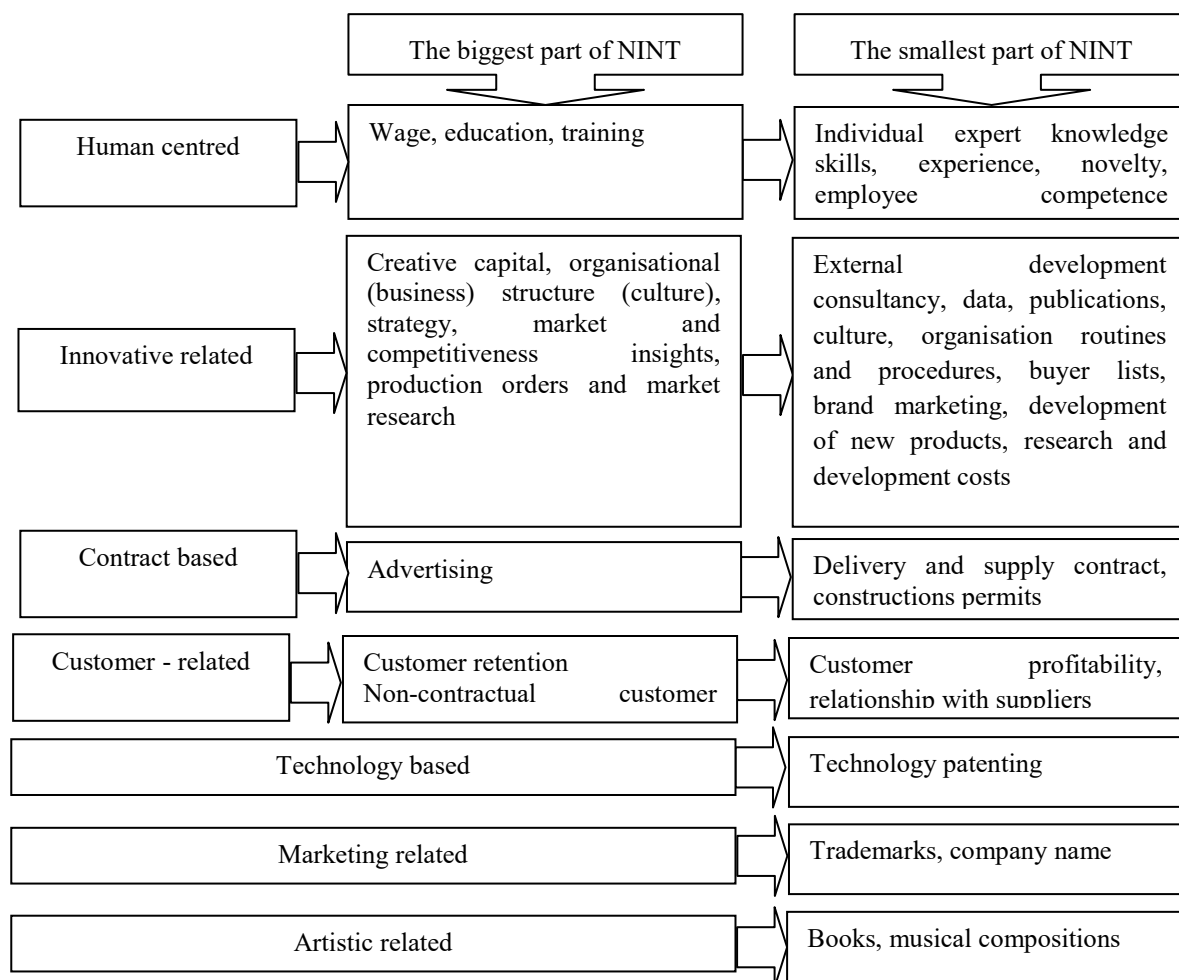 The biggest part of NINT
The smallest part of NINT
Human centred
Wage, education, training
Individual expert knowledge
skills, experience, novelty,
employee competence
Innovative related
Creative capital, organisational
(business) structure (culture),
strategy, market and
competitiveness insights,
production orders and market
research
External development
consultancy, data, publications,
culture, organisation routines
and procedures, buyer lists,
brand marketing, development
of new products, research and
development costs
Contract based
Advertising
Delivery and supply contract,
constructions permits
Customer - related
Customer retention
Non-contractual customer
Customer profitability,
relationship with suppliers
Technology based
Technology patenting
Marketing related
Trademarks, company name
Artistic related
Books, musical compositions